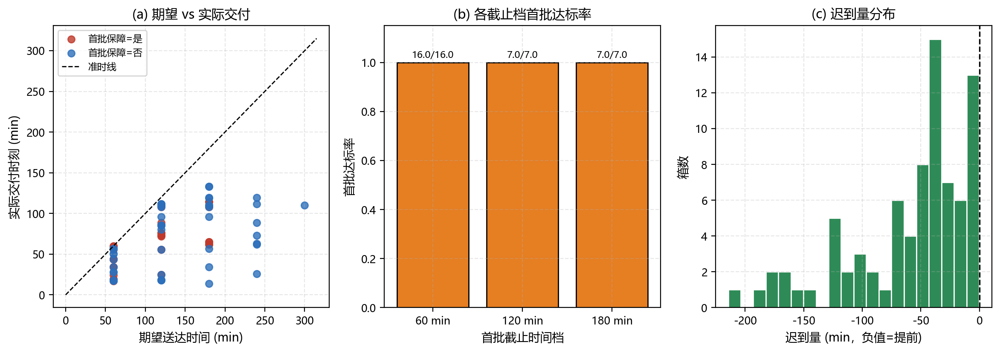 (a) 期望 vs 实际交付
首批保障=是
首批保障=否
准时线
300
250
200
150
100
50
0
实际交付时刻 (min)
0 50 100 150 200 250 300
期望送达时间 (min)
(b) 各截止档首批达标率
16.0/16.0 7.0/7.0 7.0/7.0
1.0
0.8
0.6
0.4
0.2
0.0
首批达标率
60 min 120 min 180 min
首批截止时间档
(c) 迟到量分布
14
12
10
8
6
4
2
0
箱数
-200 -150 -100 -50 0
迟到量 (min，负值=提前)